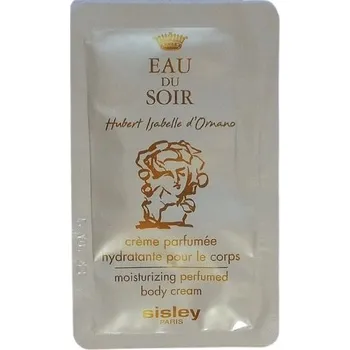 EAU
DU
SOIR
Hubert Isabelle d'Ornano
crème parfumée
hydratante pour le corps
moisturizing perfumed
body cream
sisley
PARIS